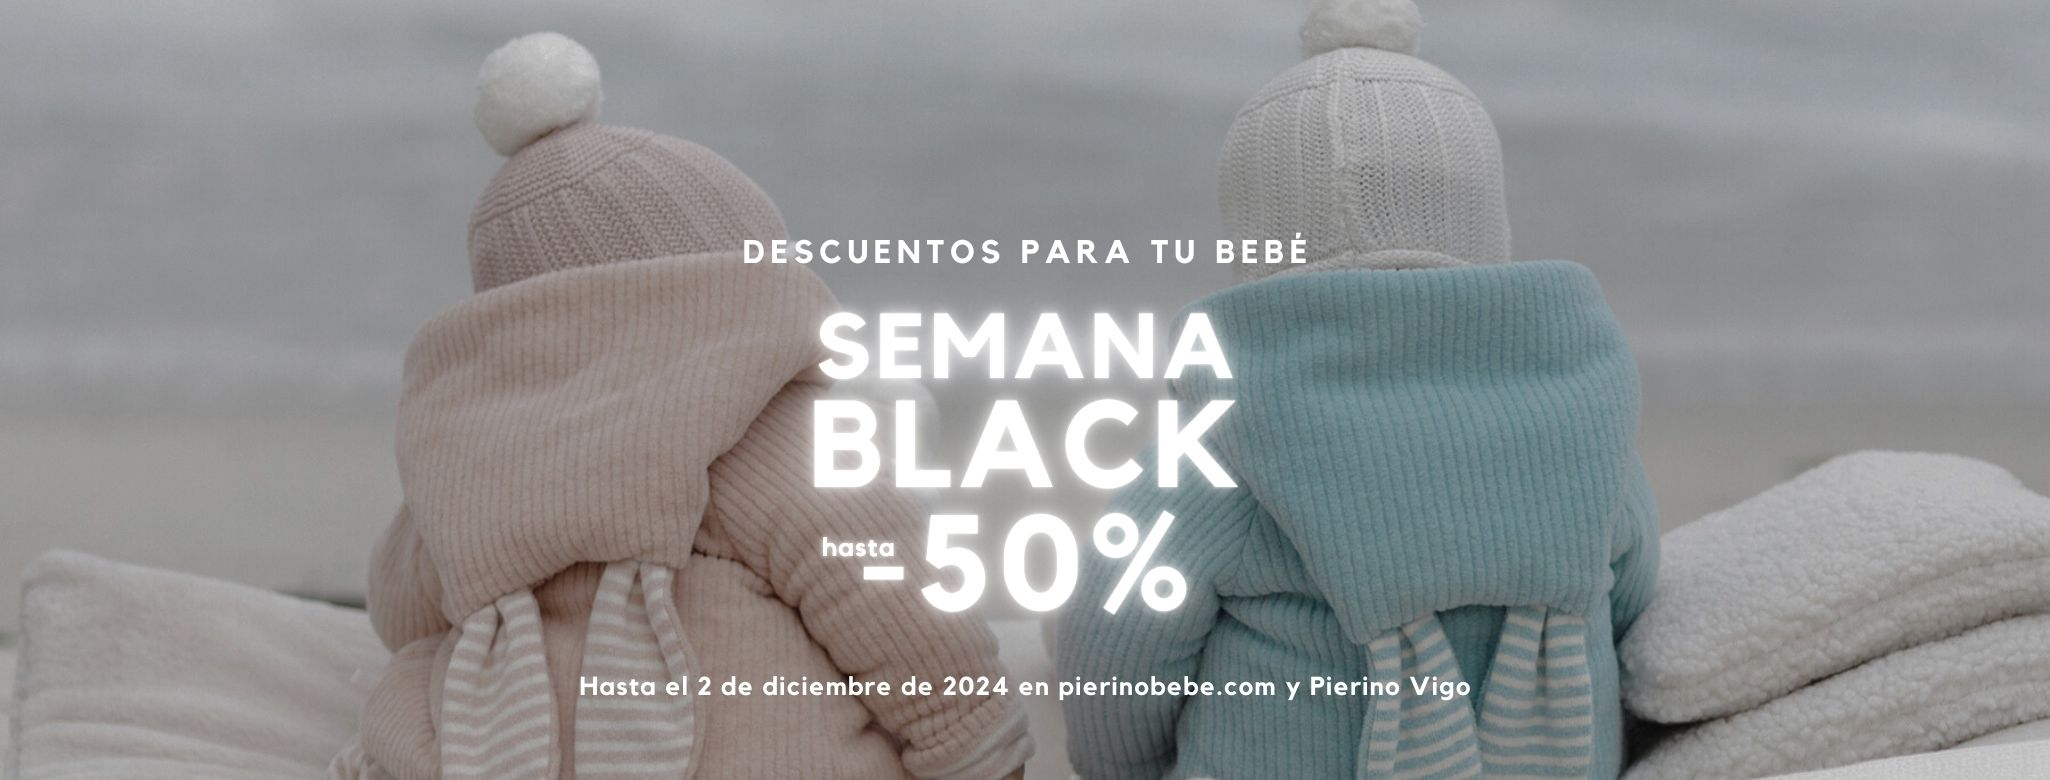 DESCUENTOS PARA TU BEBÉ
SEMANA
BLACK
hasta -50%
Hasta el 2 de diciembre de 2024 en pierinobebe.com y Pierino Vigo